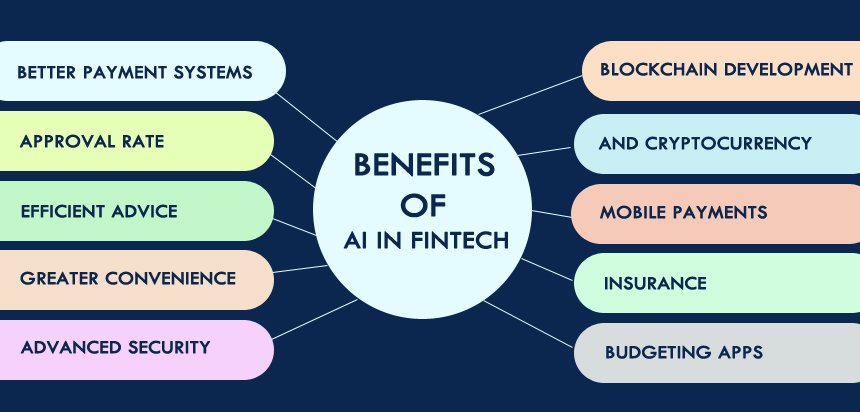 BETTER PAYMENT SYSTEMS
APPROVAL RATE
EFFICIENT ADVICE
GREATER CONVENIENCE
ADVANCED SECURITY
BENEFITS
OF
AI IN FINTECH
BLOCKCHAIN DEVELOPMENT
AND CRYPTOCURRENCY
MOBILE PAYMENTS
INSURANCE
BUDGETING APPS